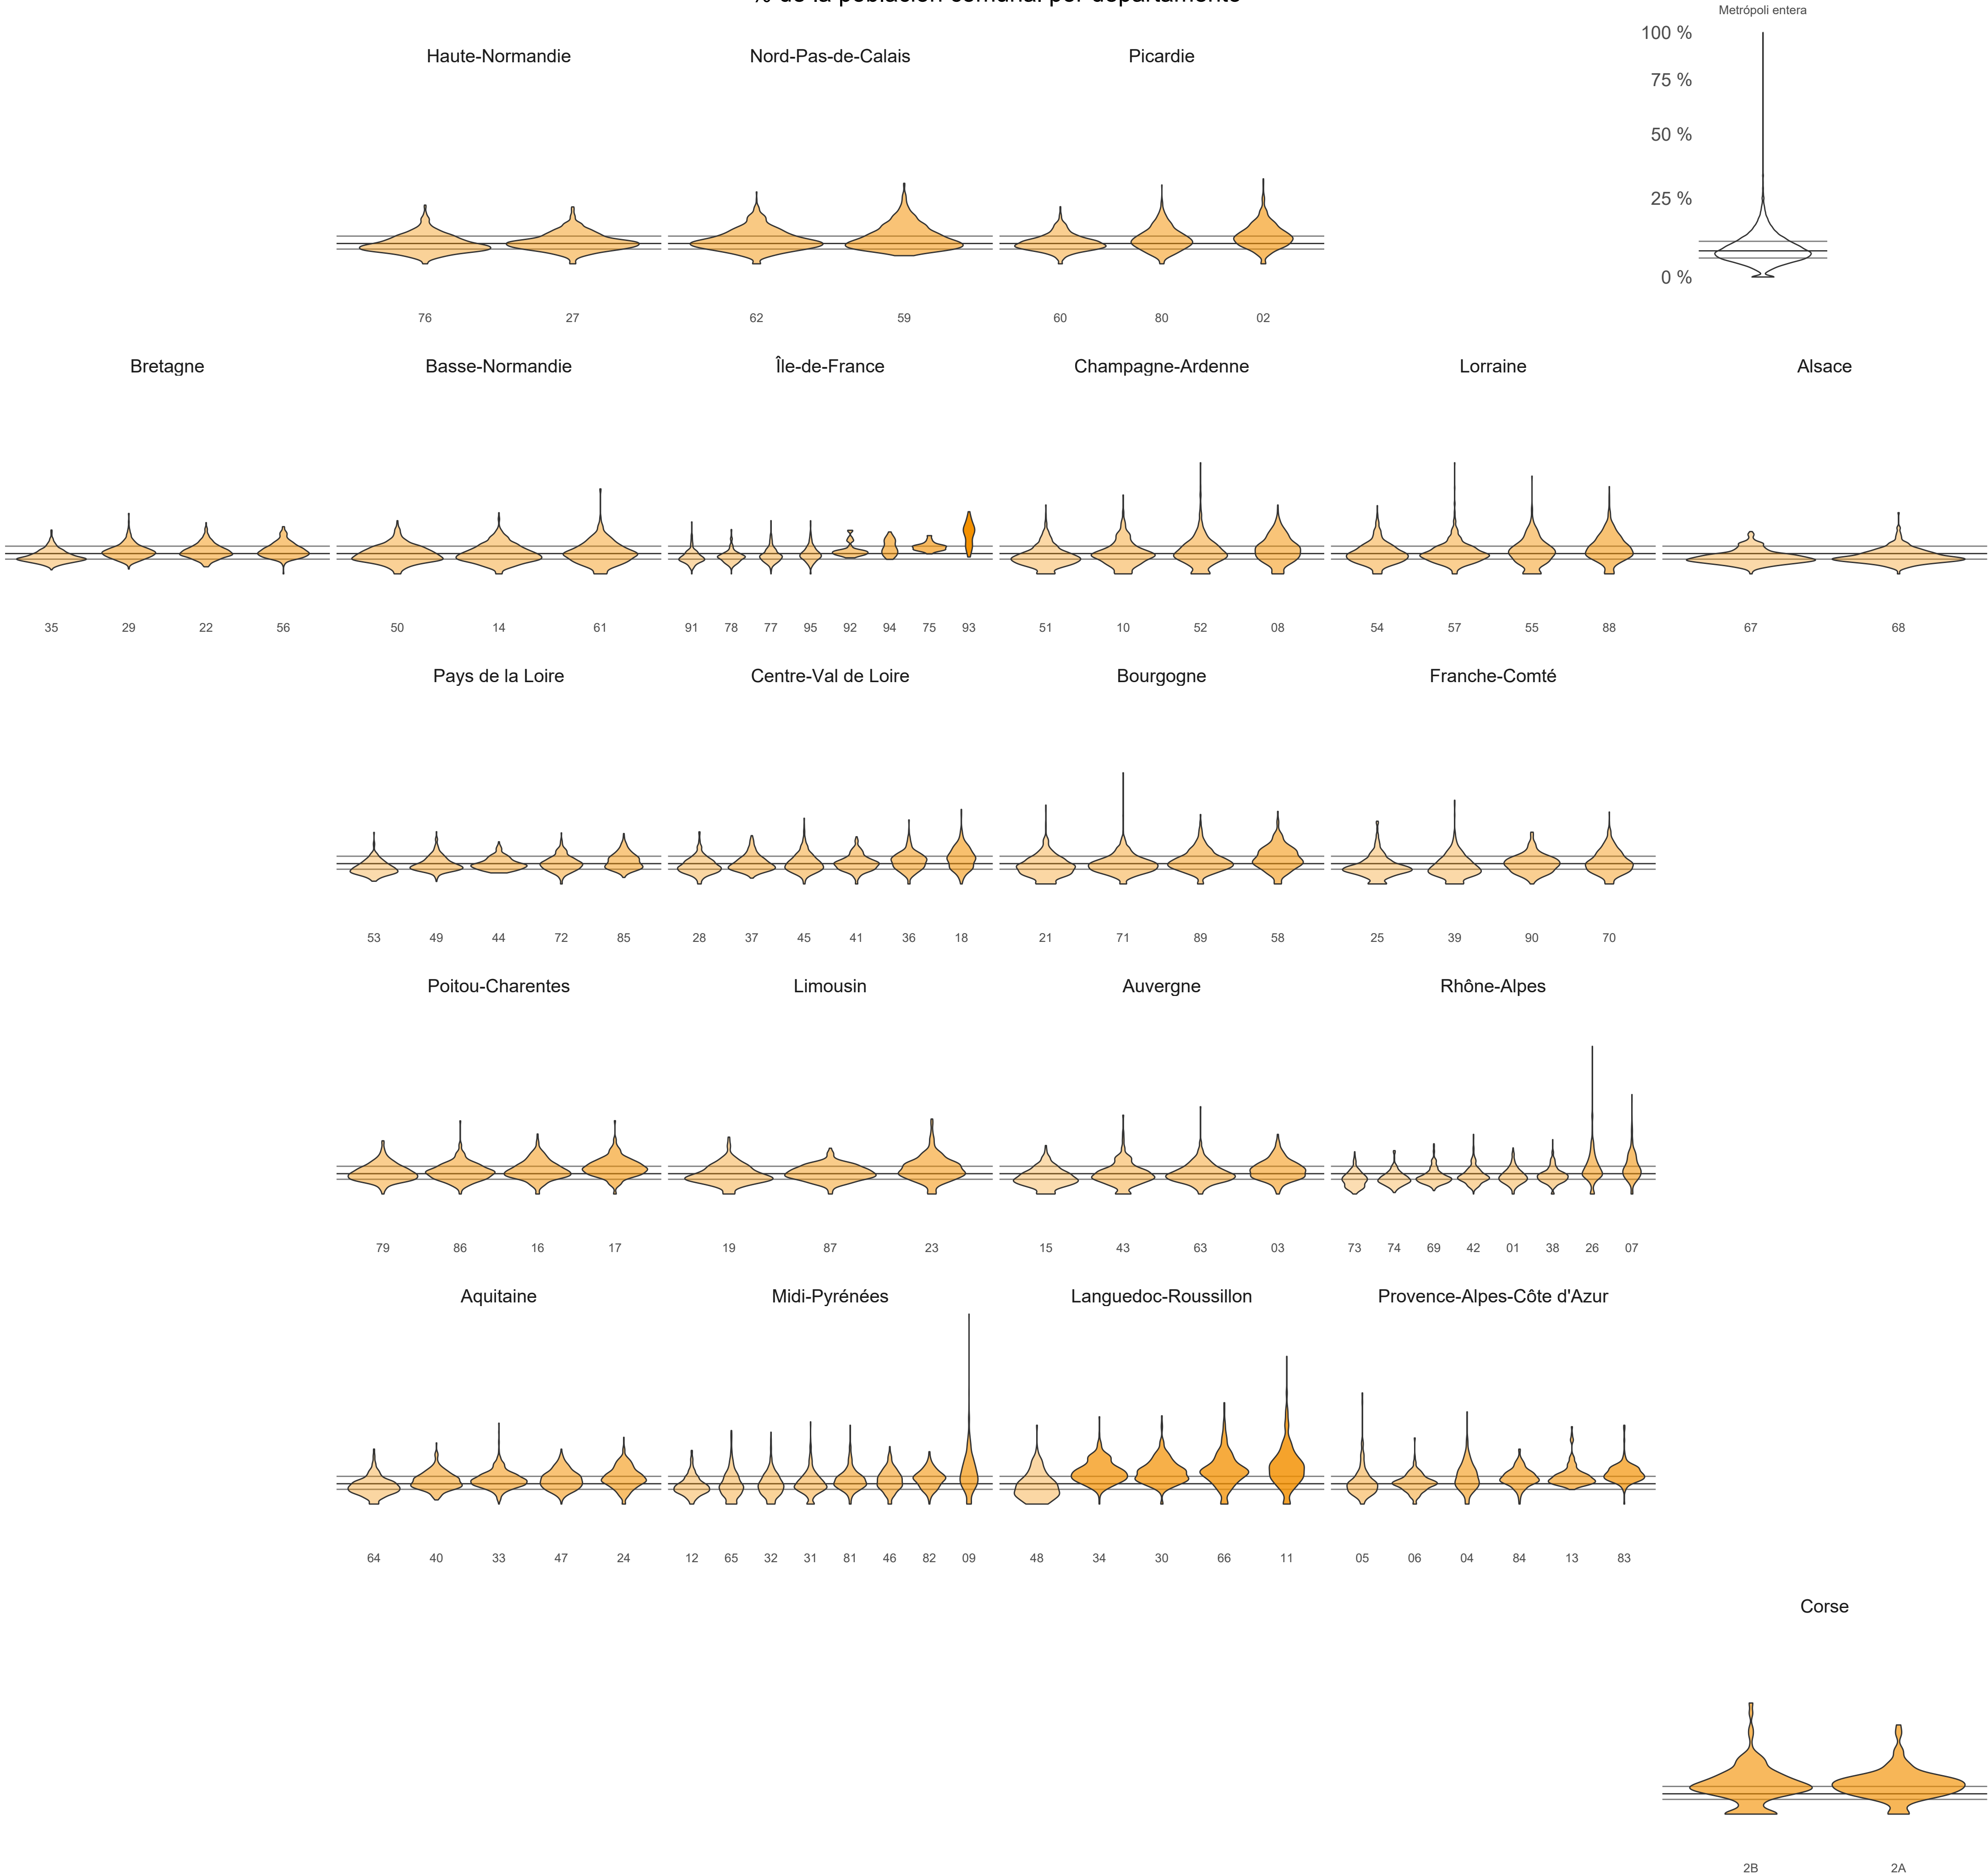 % de la población comunal por departamento
Metrópoli entera
100 %
75 %
50 %
25 %
0 %
Haute-Normandie
Nord-Pas-de-Calais
Picardie
76 27
62 59
60 80 02
Bretagne
Basse-Normandie
Île-de-France
Champagne-Ardenne
Lorraine
Alsace
35 29 22 56
50 14 61
91 78 77 95 92 94 75 93
51 10 52 08
54 57 55 88
67 68
Pays de la Loire
Centre-Val de Loire
Bourgogne
Franche-Comté
53 49 44 72 85
28 37 45 41 36 18
21 71 89 58
25 39 90 70
Poitou-Charentes
Limousin
Auvergne
Rhône-Alpes
79 86 16 17
19 87 23
15 43 63 03
73 74 69 42 01 38 26 07
Aquitaine
Midi-Pyrénées
Languedoc-Roussillon
Provence-Alpes-Côte d'Azur
64 40 33 47 24
12 65 32 31 81 46 82 09
48 34 30 66 11
05 06 04 84 13 83
Corse
2B 2A